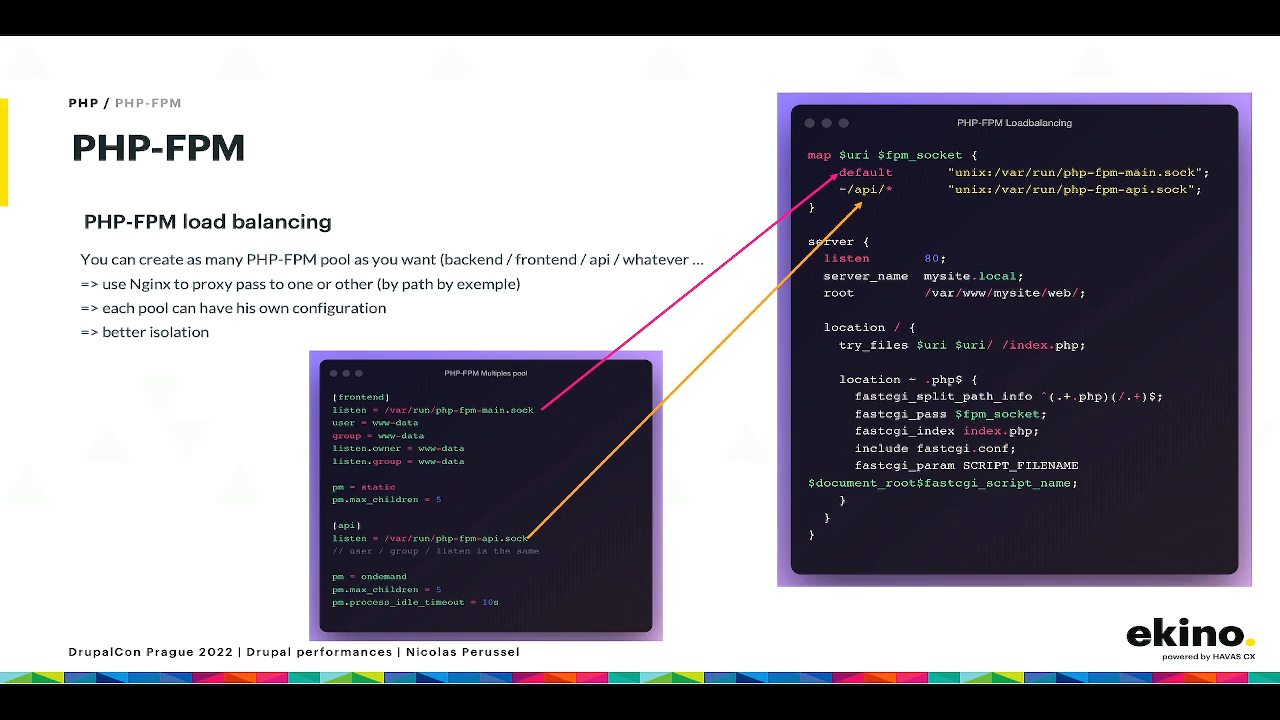 PHP / PHP-FPM
PHP-FPM
PHP-FPM load balancing
You can create as many PHP-FPM pool as you want (backend / frontend / api / whatever ...
=> use Nginx to proxy pass to one or other (by path by exemple)
=> each pool can have his own configuration
=> better isolation
PHP-FPM Multiples pool
[frontend]
listen = /var/run/php-fpm-main.sock
user = www-data
group = www-data
listen.owner = www-data
listen.group = www-data
pm = static
pm.max_children = 5
[api]
listen = /var/run/php-fpm-api.sock
// user / group / listen is the same
pm = ondemand
pm.max_children = 5
pm.process_idle_timeout = 10s
PHP-FPM Loadbalancing
map $uri $fpm_socket {
default "unix:/var/run/php-fpm-main.sock";
~/api/* "unix:/var/run/php-fpm-api.sock";
}
server {
listen 80;
server_name mysite.local;
root /var/www/mysite/web/;
location / {
try_files $uri $uri/ /index.php;
location ~ .php$ {
fastcgi_split_path_info ^(.+.php)(/.+)$;
fastcgi_pass $fpm_socket;
fastcgi_index index.php;
include fastcgi.conf;
fastcgi_param SCRIPT_FILENAME
$document_root$fastcgi_script_name;
}
}
}
DrupalCon Prague 2022 | Drupal performances | Nicolas Perussel
ekino.
powered by HAVAS CX